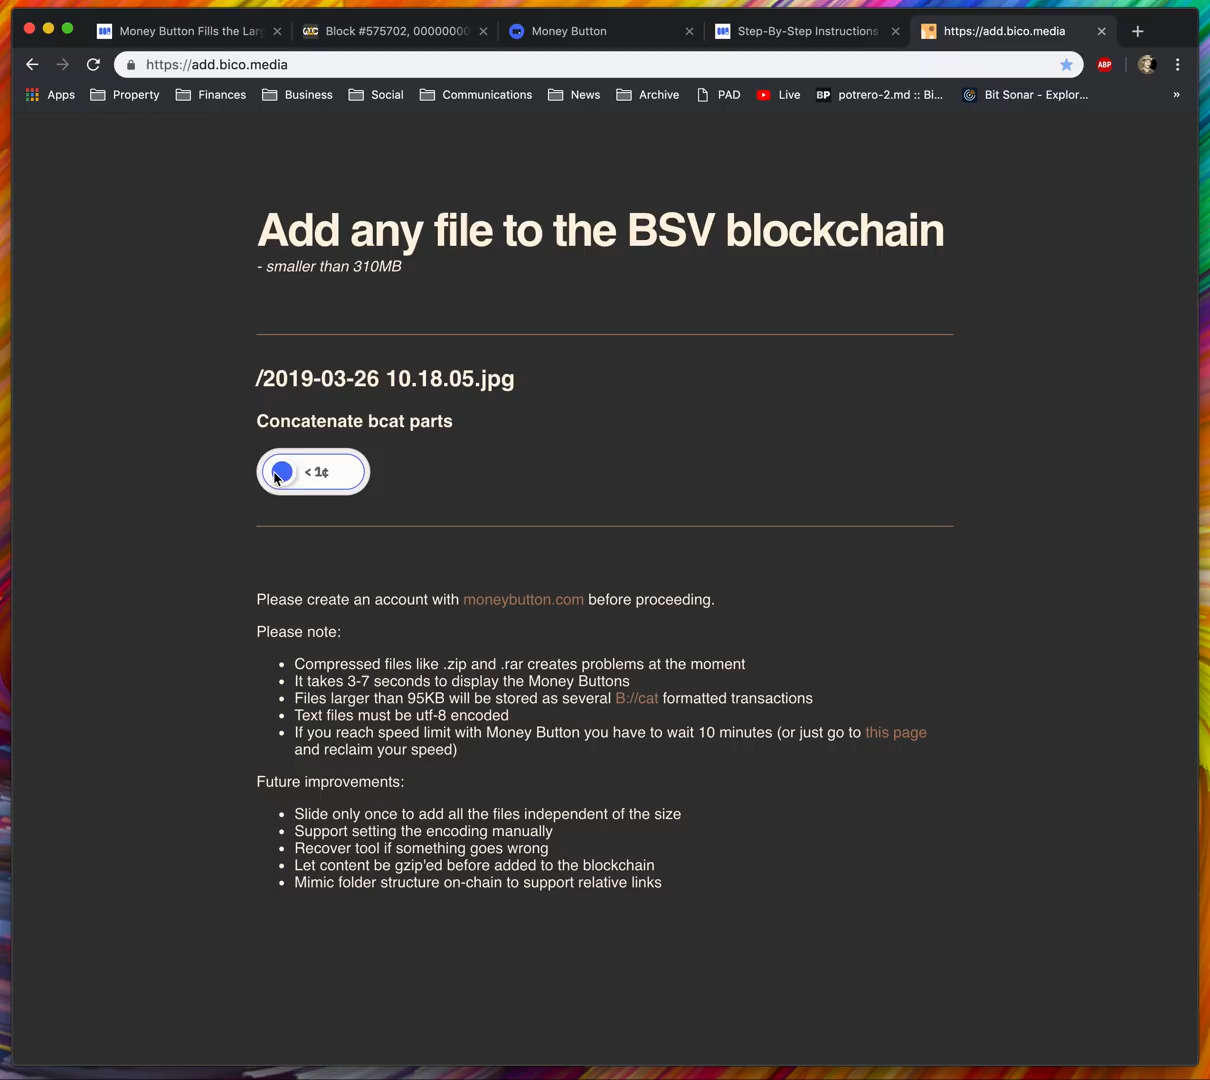 Money Button Fills the Lar
Block #575702, 00000000
Money Button
Step-By-Step Instructions
https://add.bico.media
https://add.bico.media
ABP
Apps
Property
Finances
Business
Social
Communications
News
Archive
PAD
Live
BP
potrero-2.md :: Bi...
Bit Sonar - Explor...
»
Add any file to the BSV blockchain
- smaller than 310MB
/2019-03-26 10.18.05.jpg
Concatenate bcat parts
< 1¢
Please create an account with moneybutton.com before proceeding.
Please note:
• Compressed files like .zip and .rar creates problems at the moment
• It takes 3-7 seconds to display the Money Buttons
• Files larger than 95KB will be stored as several B://cat formatted transactions
• Text files must be utf-8 encoded
• If you reach speed limit with Money Button you have to wait 10 minutes (or just go to this page
and reclaim your speed)
Future improvements:
• Slide only once to add all the files independent of the size
• Support setting the encoding manually
• Recover tool if something goes wrong
• Let content be gzip'ed before added to the blockchain
• Mimic folder structure on-chain to support relative links